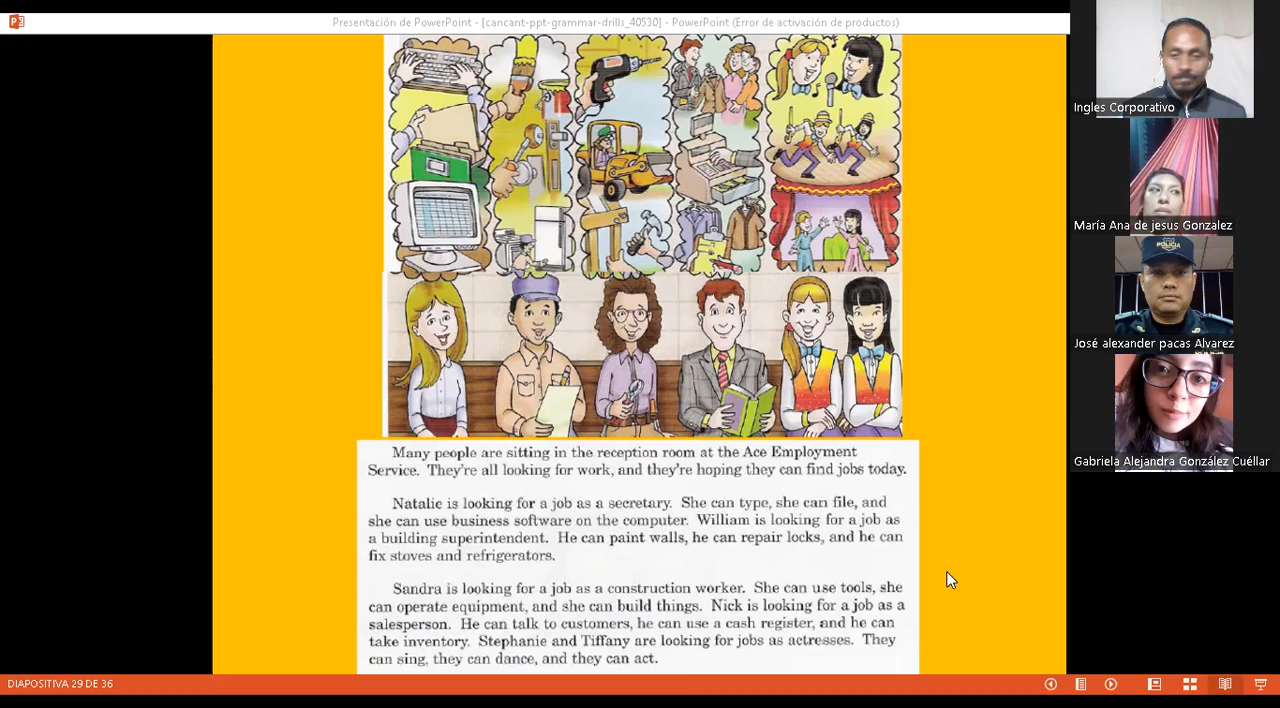 Presentación de PowerPoint - [cancant-ppt-grammar-drills_40530] - PowerPoint (Error de activación de productos)
Ingles Corporativo
María Ana de jesus Gonzalez
POLICIA
José alexander pacas Alvarez
Gabriela Alejandra González Cuéllar
Many people are sitting in the reception room at the Ace Employment
Service. They're all looking for work, and they're hoping they can find jobs today.
Natalie is looking for a job as a secretary. She can type, she can file, and
she can use business software on the computer. William is looking for a job as
a building superintendent. He can paint walls, he can repair locks, and he can
fix stoves and refrigerators.
Sandra is looking for a job as a construction worker. She can use tools, she
can operate equipment, and she can build things. Nick is looking for a job as a
salesperson. He can talk to customers, he can use a cash register, and he can
take inventory. Stephanie and Tiffany are looking for jobs as actresses. They
can sing, they can dance, and they can act.
DIAPOSITIVA 29 DE 36